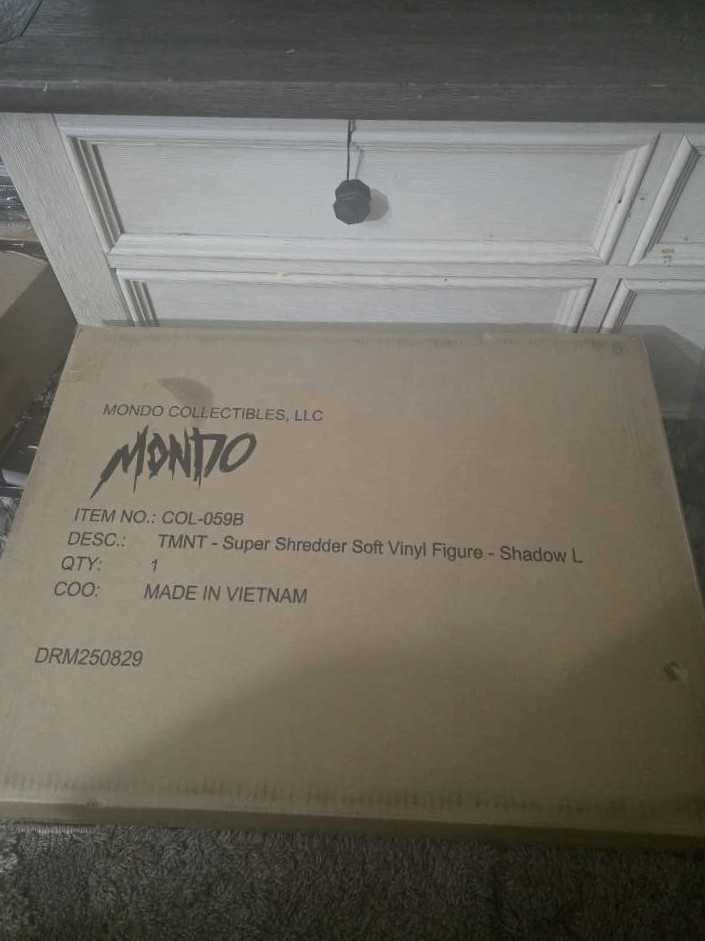 MONDO COLLECTIBLES, LLC
MONDO
ITEM NO.: COL-059B
DESC.: TMNT - Super Shredder Soft Vinyl Figure - Shadow L
QTY: 1
COO: MADE IN VIETNAM
DRM250829